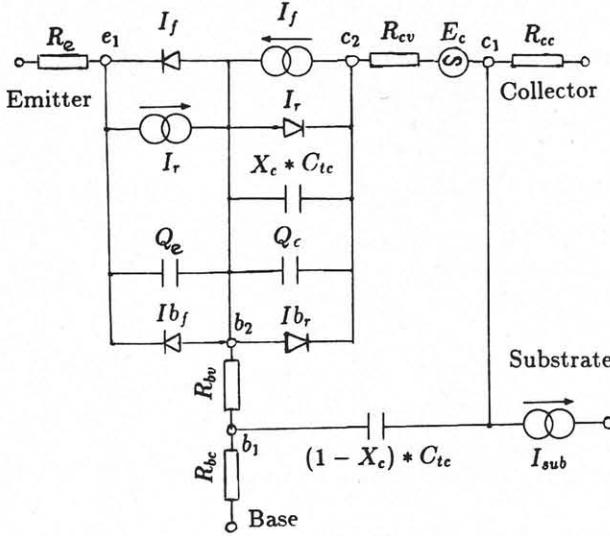 I_f I_f
R_e e_1 c_2 R_cv E_c c_1 R_cc
Emitter Collector
I_r
I_r
X_c * C_tc
Q_e Q_c
Ib_f b_2 Ib_r
Substrate
R_bv
b_1 (1 − X_c) * C_tc I_sub
R_bc
Base